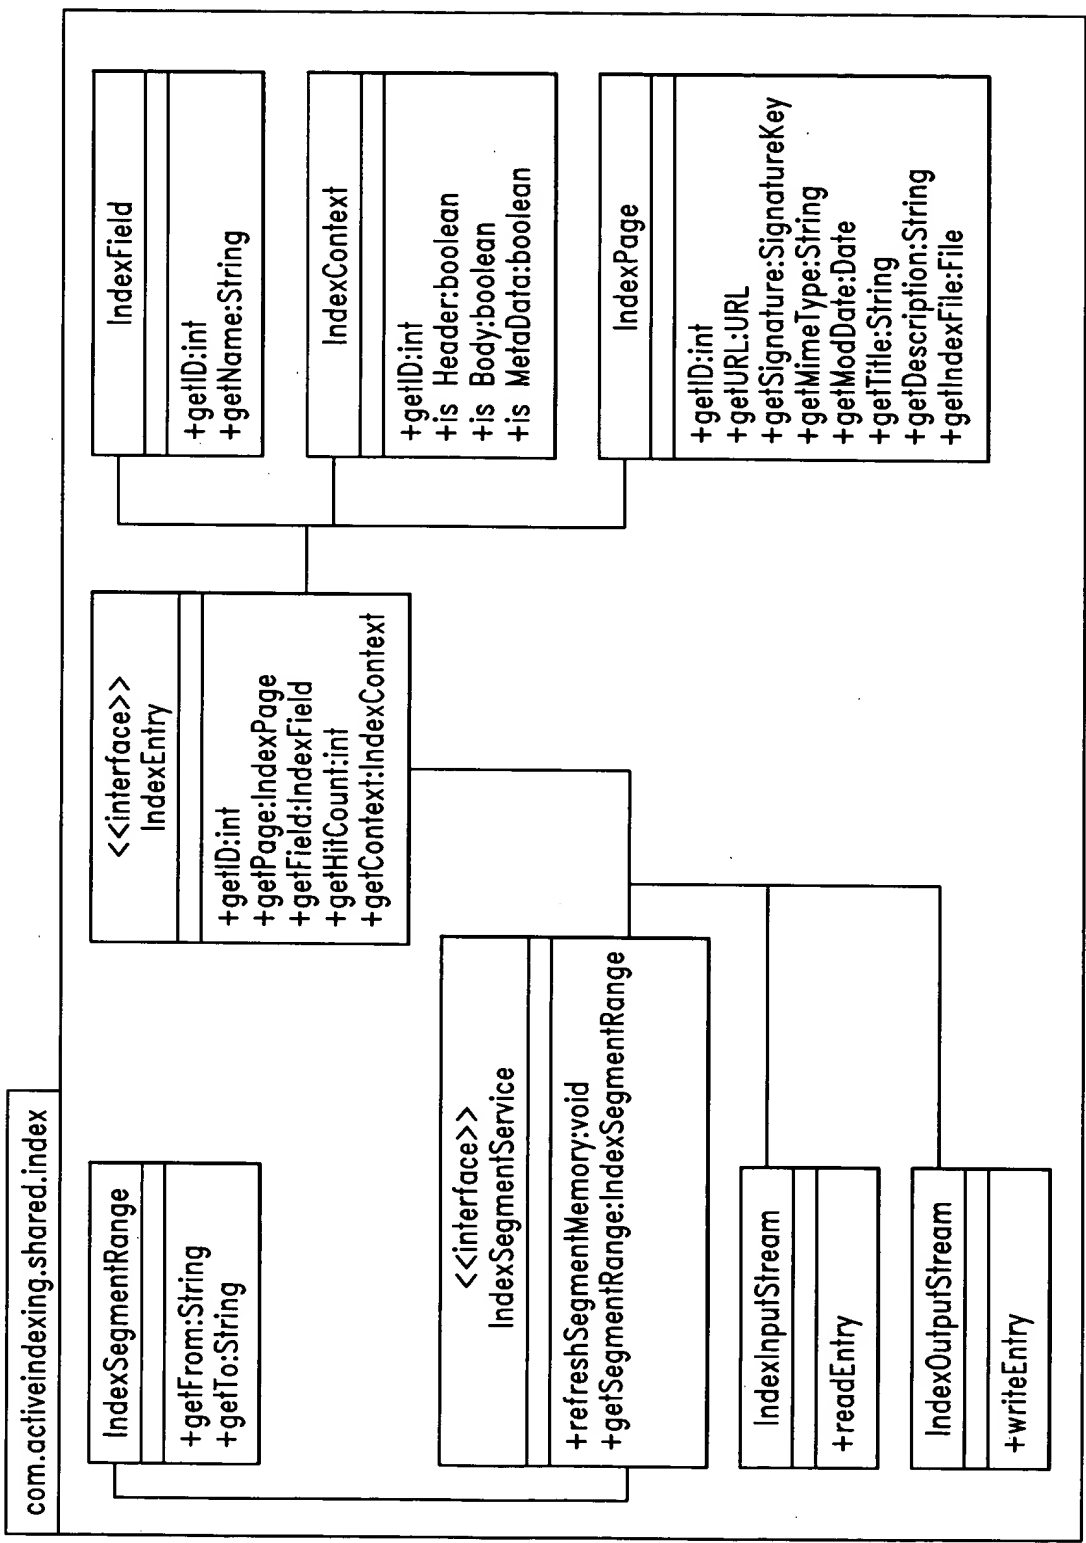 com.activeindexing.shared.index
IndexSegmentRange
+getFrom:String
+getTo:String
<<interface>>
IndexSegmentService
+refreshSegmentMemory:void
+getSegmentRange:IndexSegmentRange
IndexInputStream
+readEntry
IndexOutputStream
+writeEntry
<<interface>>
IndexEntry
+getID:int
+getPage:IndexPage
+getField:IndexField
+getHitCount:int
+getContext:IndexContext
IndexField
+getID:int
+getName:String
IndexContext
+getID:int
+is Header:boolean
+is Body:boolean
+is MetaData:boolean
IndexPage
+getID:int
+getURL:URL
+getSignature:SignatureKey
+getMimeType:String
+getModDate:Date
+getTitle:String
+getDescription:String
+getIndexFile:File